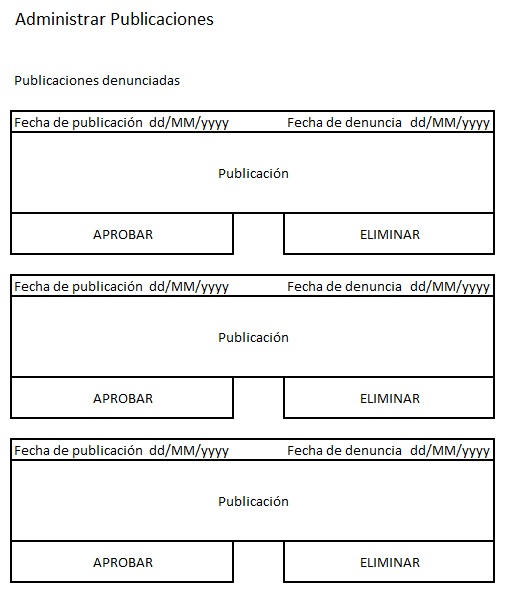 Administrar Publicaciones
Publicaciones denunciadas
Fecha de publicación dd/MM/yyyy Fecha de denuncia dd/MM/yyyy
Publicación
APROBAR ELIMINAR
Fecha de publicación dd/MM/yyyy Fecha de denuncia dd/MM/yyyy
Publicación
APROBAR ELIMINAR
Fecha de publicación dd/MM/yyyy Fecha de denuncia dd/MM/yyyy
Publicación
APROBAR ELIMINAR